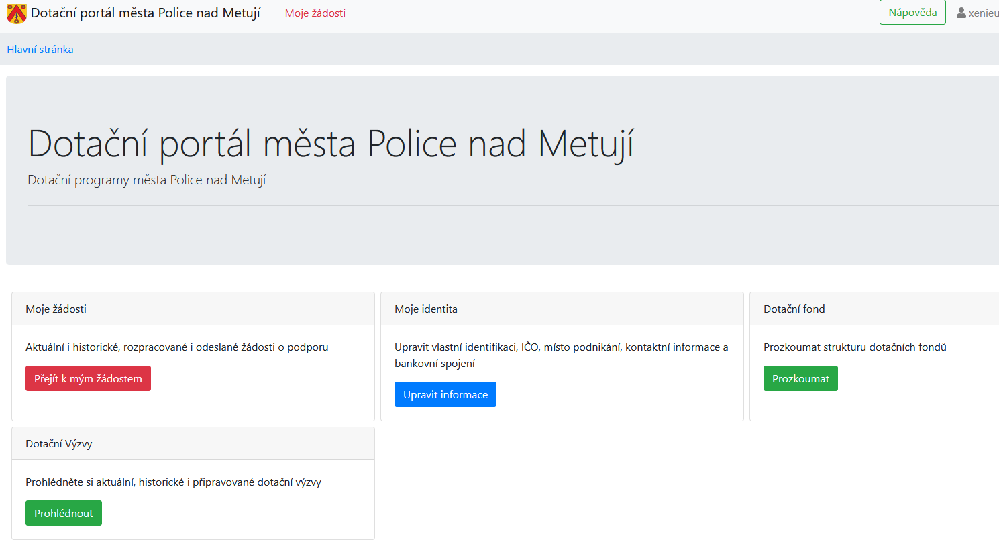 Dotační portál města Police nad Metují
Moje žádosti
Nápověda
xenieu
Hlavní stránka
Dotační portál města Police nad Metují
Dotační programy města Police nad Metují
Moje žádosti
Aktuální i historické, rozpracované i odeslané žádosti o podporu
Přejít k mým žádostem
Moje identita
Upravit vlastní identifikaci, IČO, místo podnikání, kontaktní informace a
bankovní spojení
Upravit informace
Dotační fond
Prozkoumat strukturu dotačních fondů
Prozkoumat
Dotační Výzvy
Prohlédněte si aktuální, historické i připravované dotační výzvy
Prohlédnout